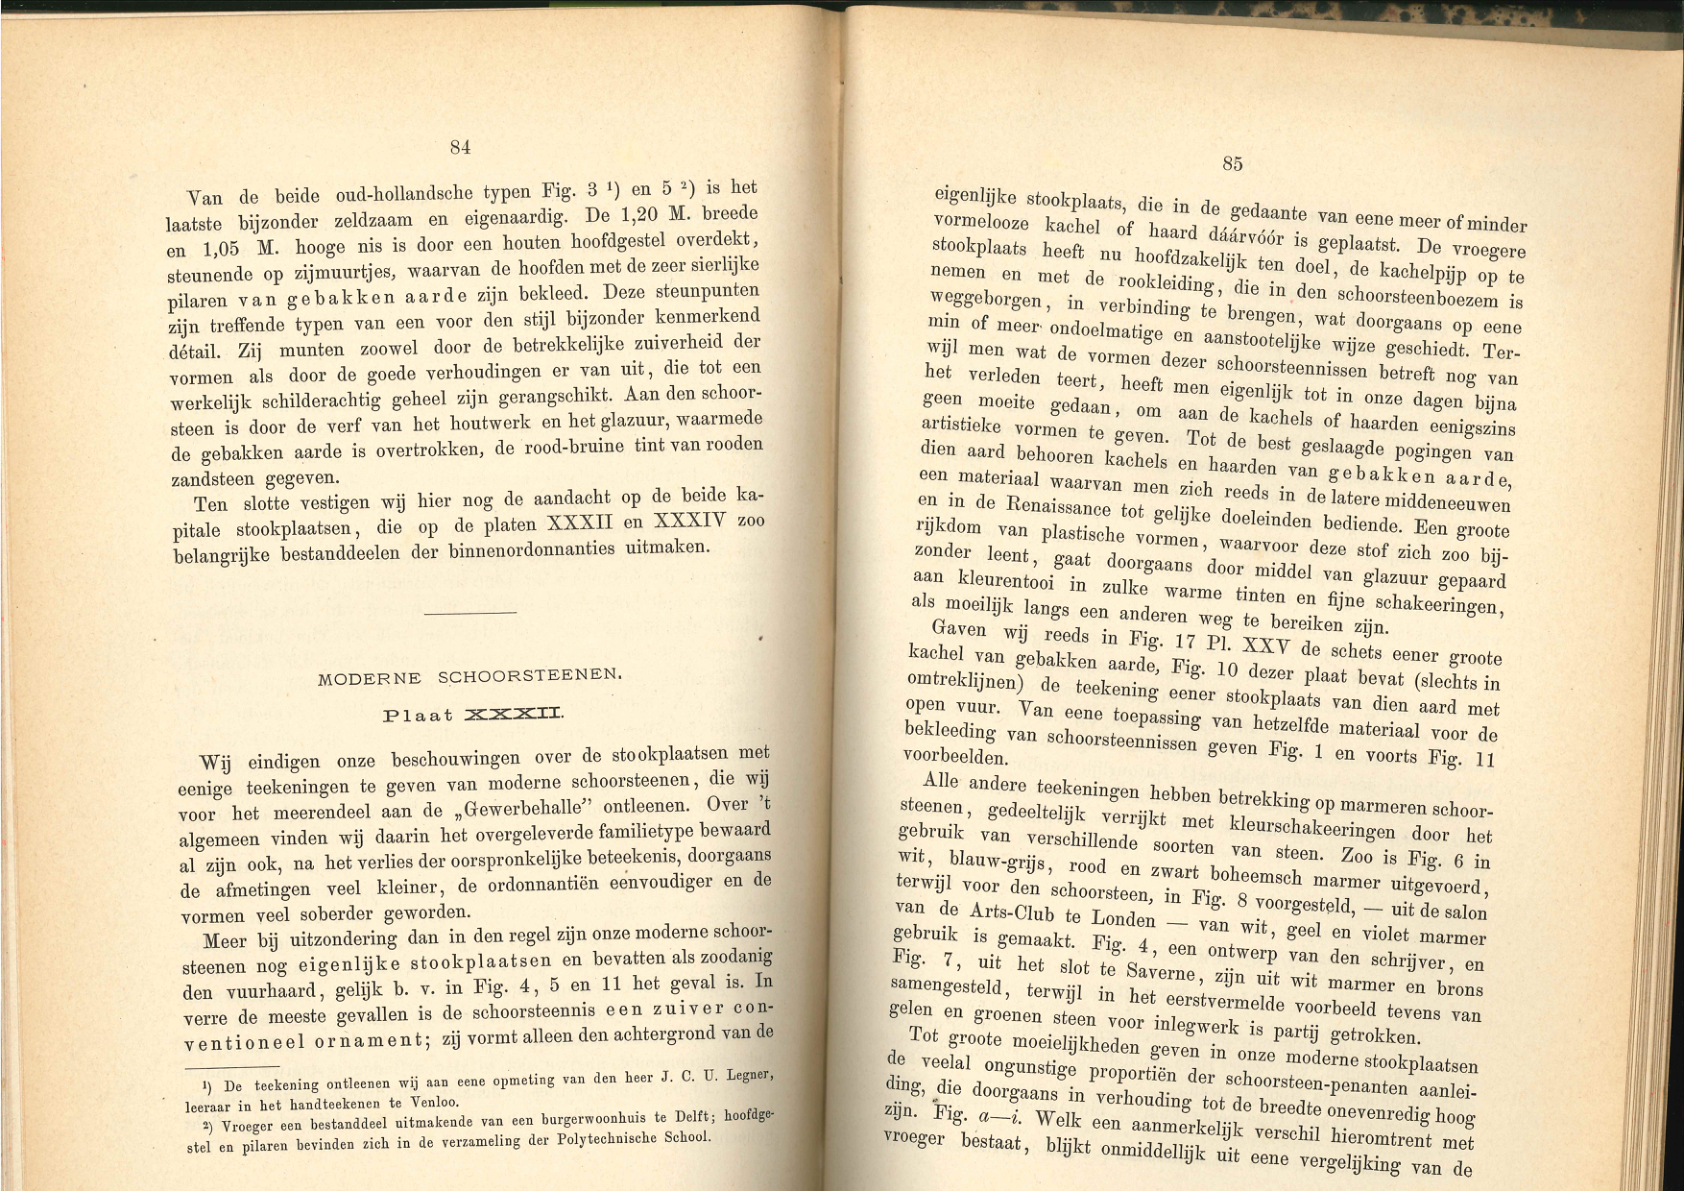 84
Van de beide oud-hollandsche typen Fig. 3 ¹) en 5 ²) is het
laatste bijzonder zeldzaam en eigenaardig. De 1,20 M. breede
en 1,05 M. hooge nis is door een houten hoofdgestel overdekt,
steunende op zijmuurtjes, waarvan de hoofden met de zeer sierlijke
pilaren van gebakken aarde zijn bekleed. Deze steunpunten
zijn treffende typen van een voor den stijl bijzonder kenmerkend
détail. Zij munten zoowel door de betrekkelijke zuiverheid der
vormen als door de goede verhoudingen er van uit, die tot een
werkelijk schilderachtig geheel zijn gerangschikt. Aan den schoor-
steen is door de verf van het houtwerk en het glazuur, waarmede
de gebakken aarde is overtrokken, de rood-bruine tint van rooden
zandsteen gegeven.
Ten slotte vestigen wij hier nog de aandacht op de beide ka-
pitale stookplaatsen, die op de platen XXXII en XXXIV zoo
belangrijke bestanddeelen der binnenordonnanties uitmaken.
MODERNE SCHOORSTEENEN.
Plaat XXXII.
Wij eindigen onze beschouwingen over de stookplaatsen met
eenige teekeningen te geven van moderne schoorsteenen, die wij
voor het meerendeel aan de „Gewerbehalle” ontleenen. Over 't
algemeen vinden wij daarin het overgeleverde familietype bewaard
al zijn ook, na het verlies der oorspronkelijke beteekenis, doorgaans
de afmetingen veel kleiner, de ordonnantiën eenvoudiger en de
vormen veel soberder geworden.
Meer bij uitzondering dan in den regel zijn onze moderne schoor-
steenen nog eigenlijke stookplaatsen en bevatten als zoodanig
den vuurhaard, gelijk b. v. in Fig. 4, 5 en 11 het geval is. In
verre de meeste gevallen is de schoorsteennis een zuiver con-
ventioneel ornament; zij vormt alleen den achtergrond van de
¹) De teekening ontleenen wij aan eene opmeting van den heer J. C. U. Legner,
leeraar in het handteekenen te Venloo.
²) Vroeger een bestanddeel uitmakende van een burgerwoonhuis te Delft; hoofdge-
stel en pilaren bevinden zich in de verzameling der Polytechnische School.
85
eigenlijke stookplaats, die in de gedaante van eene meer of minder
vormelooze kachel of haard dáárvóór is geplaatst. De vroegere
stookplaats heeft nu hoofdzakelijk ten doel, de kachelpijp op te
nemen en met de rookleiding, die in den schoorsteenboezem is
weggeborgen, in verbinding te brengen, wat doorgaans op eene
min of meer ondoelmatige en aanstootelijke wijze geschiedt. Ter-
wijl men wat de vormen dezer schoorsteennissen betreft nog van
het verleden teert, heeft men eigenlijk tot in onze dagen bijna
geen moeite gedaan, om aan de kachels of haarden eenigszins
artistieke vormen te geven. Tot de best geslaagde pogingen van
dien aard behooren kachels en haarden van gebakken aarde,
een materiaal waarvan men zich reeds in de latere middeneeuwen
en in de Renaissance tot gelijke doeleinden bediende. Een groote
rijkdom van plastische vormen, waarvoor deze stof zich zoo bij-
zonder leent, gaat doorgaans door middel van glazuur gepaard
aan kleurentooi in zulke warme tinten en fijne schakeeringen,
als moeilijk langs een anderen weg te bereiken zijn.
Gaven wij reeds in Fig. 17 Pl. XXV de schets eener groote
kachel van gebakken aarde, Fig. 10 dezer plaat bevat (slechts in
omtreklijnen) de teekening eener stookplaats van dien aard met
open vuur. Van eene toepassing van hetzelfde materiaal voor de
bekleeding van schoorsteennissen geven Fig. 1 en voorts Fig. 11
voorbeelden.
Alle andere teekeningen hebben betrekking op marmeren schoor-
steenen, gedeeltelijk verrijkt met kleurschakeeringen door het
gebruik van verschillende soorten van steen. Zoo is Fig. 6 in
wit, blauw-grijs, rood en zwart boheemsch marmer uitgevoerd,
terwijl voor den schoorsteen, in Fig. 8 voorgesteld, — uit de salon
van de Arts-Club te Londen — van wit, geel en violet marmer
gebruik is gemaakt. Fig. 4, een ontwerp van den schrijver, en
Fig. 7, uit het slot te Saverne, zijn uit wit marmer en brons
samengesteld, terwijl in het eerstvermelde voorbeeld tevens van
gelen en groenen steen voor inlegwerk is partij getrokken.
Tot groote moeielijkheden geven in onze moderne stookplaatsen
de veelal ongunstige proportiën der schoorsteen-penanten aanlei-
ding, die doorgaans in verhouding tot de breedte onevenredig hoog
zijn. Fig. a—i. Welk een aanmerkelijk verschil hieromtrent met
vroeger bestaat, blijkt onmiddellijk uit eene vergelijking van de